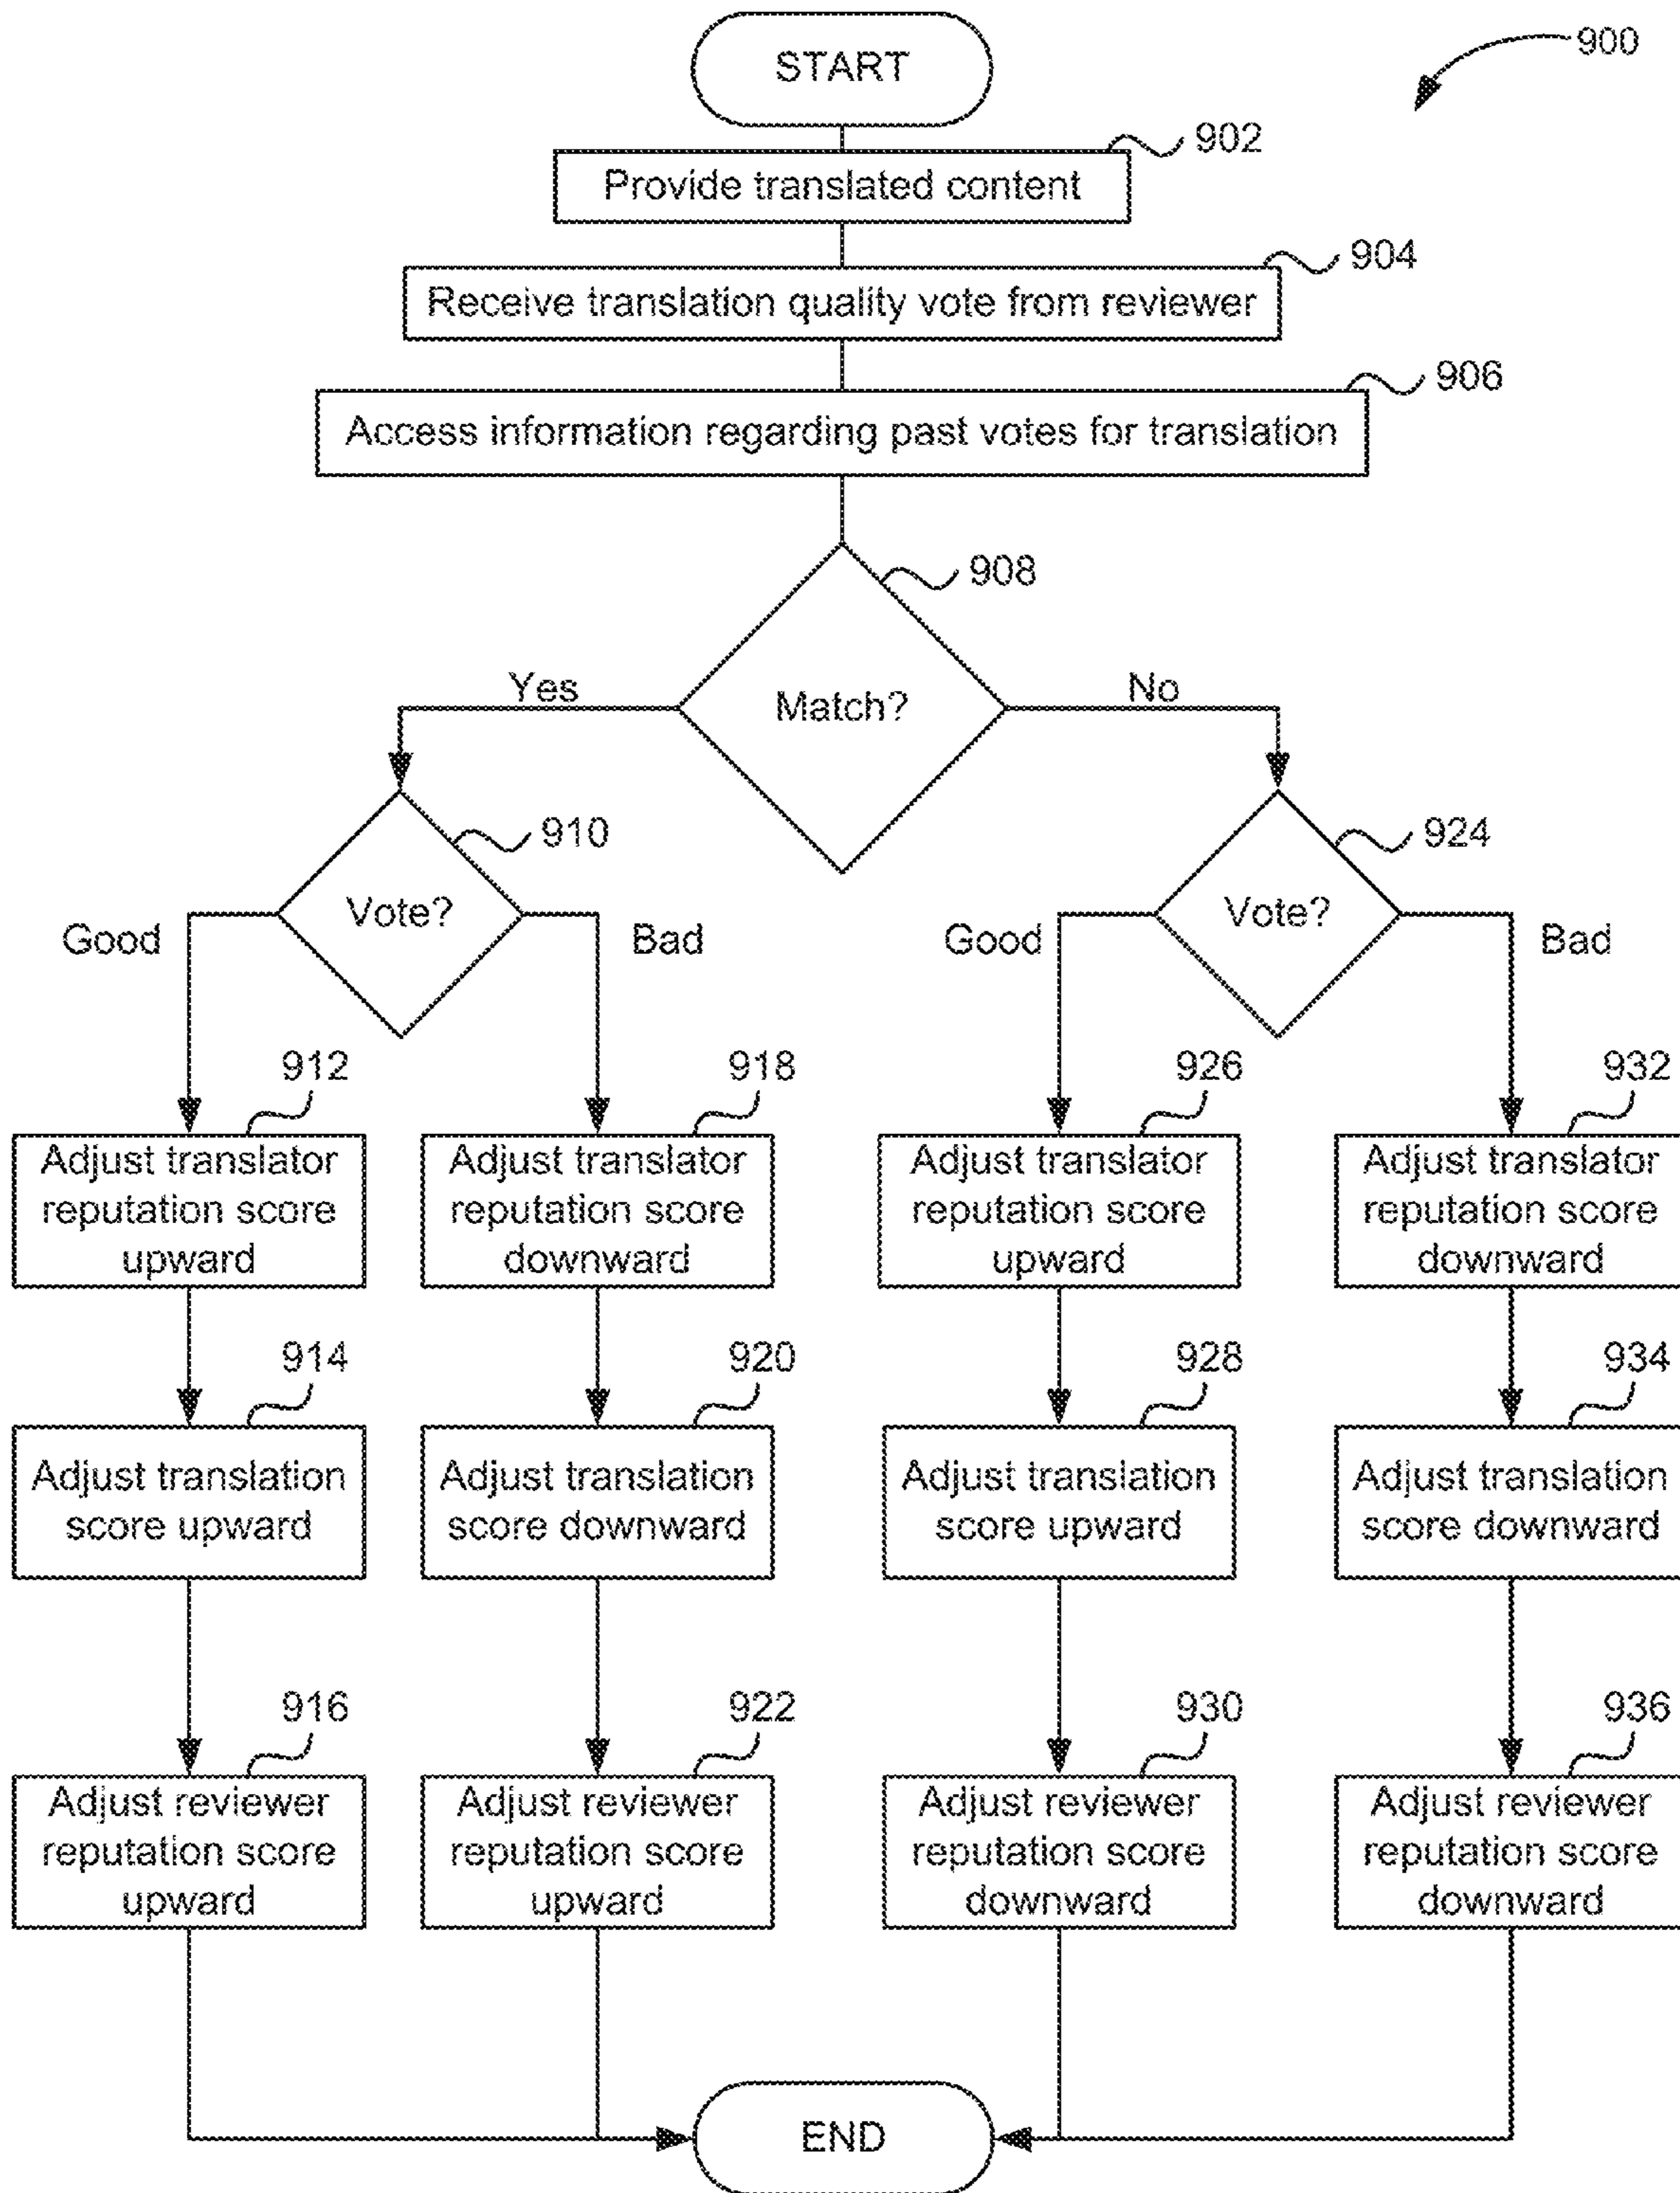 START
900
902
Provide translated content
904
Receive translation quality vote from reviewer
906
Access information regarding past votes for translation
908
Yes
Match?
No
910
924
Vote?
Vote?
Good
Bad
Good
Bad
912
918
926
932
Adjust translator
reputation score
upward
Adjust translator
reputation score
downward
Adjust translator
reputation score
upward
Adjust translator
reputation score
downward
914
920
928
934
Adjust translation
score upward
Adjust translation
score downward
Adjust translation
score upward
Adjust translation
score downward
916
922
930
936
Adjust reviewer
reputation score
upward
Adjust reviewer
reputation score
upward
Adjust reviewer
reputation score
downward
Adjust reviewer
reputation score
downward
END